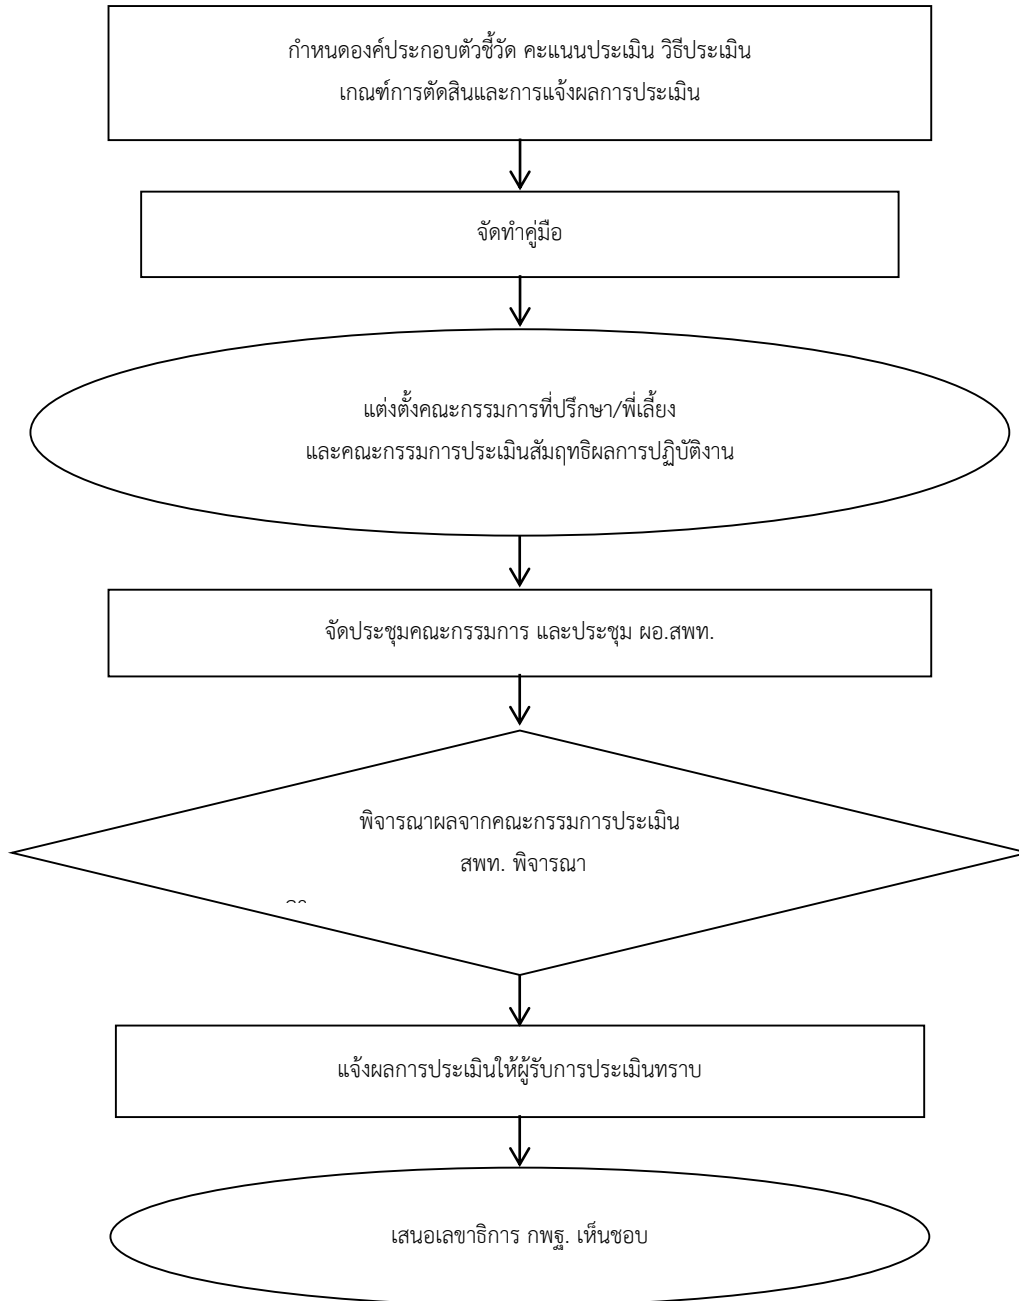 กำหนดองค์ประกอบตัวชี้วัด คะแนนประเมิน วิธีประเมิน
เกณฑ์การตัดสินและการแจ้งผลการประเมิน
จัดทำคู่มือ
แต่งตั้งคณะกรรมการที่ปรึกษา/พี่เลี้ยง
และคณะกรรมการประเมินสัมฤทธิผลการปฏิบัติงาน
จัดประชุมคณะกรรมการ และประชุม ผอ.สพท.
พิจารณาผลจากคณะกรรมการประเมิน
สพท. พิจารณา
แจ้งผลการประเมินให้ผู้รับการประเมินทราบ
เสนอเลขาธิการ กพฐ. เห็นชอบ